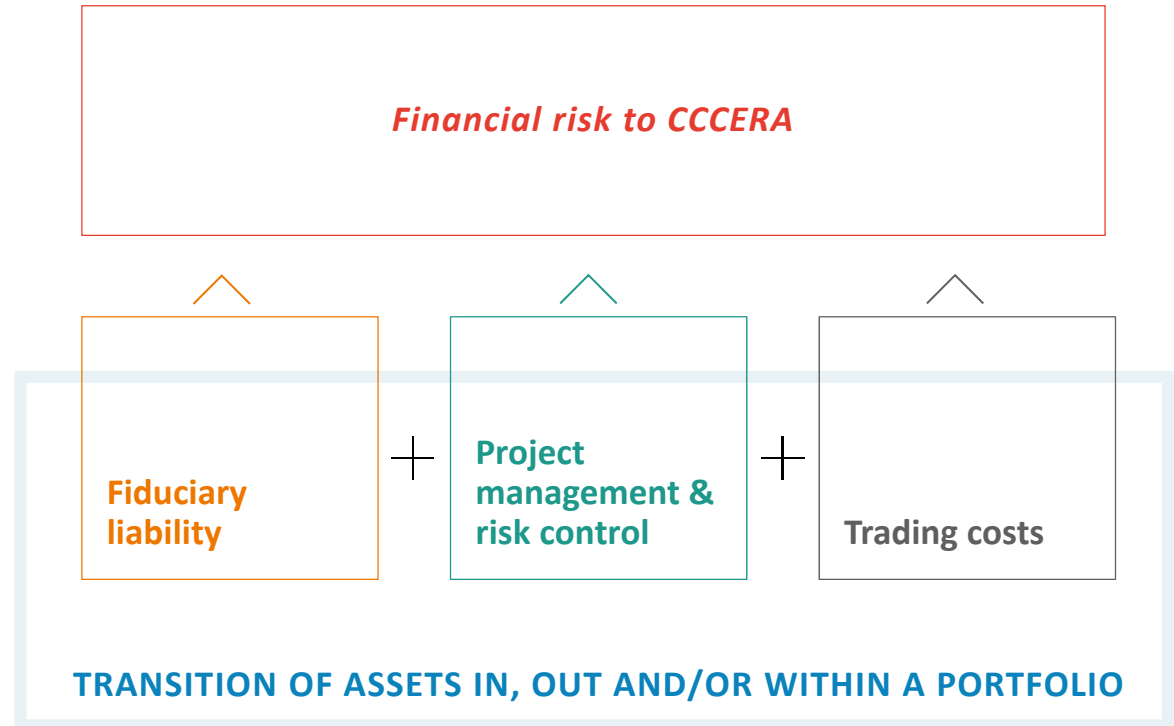 Financial risk to CCCERA
Fiduciary
liability
Project
management &
risk control
Trading costs
TRANSITION OF ASSETS IN, OUT AND/OR WITHIN A PORTFOLIO